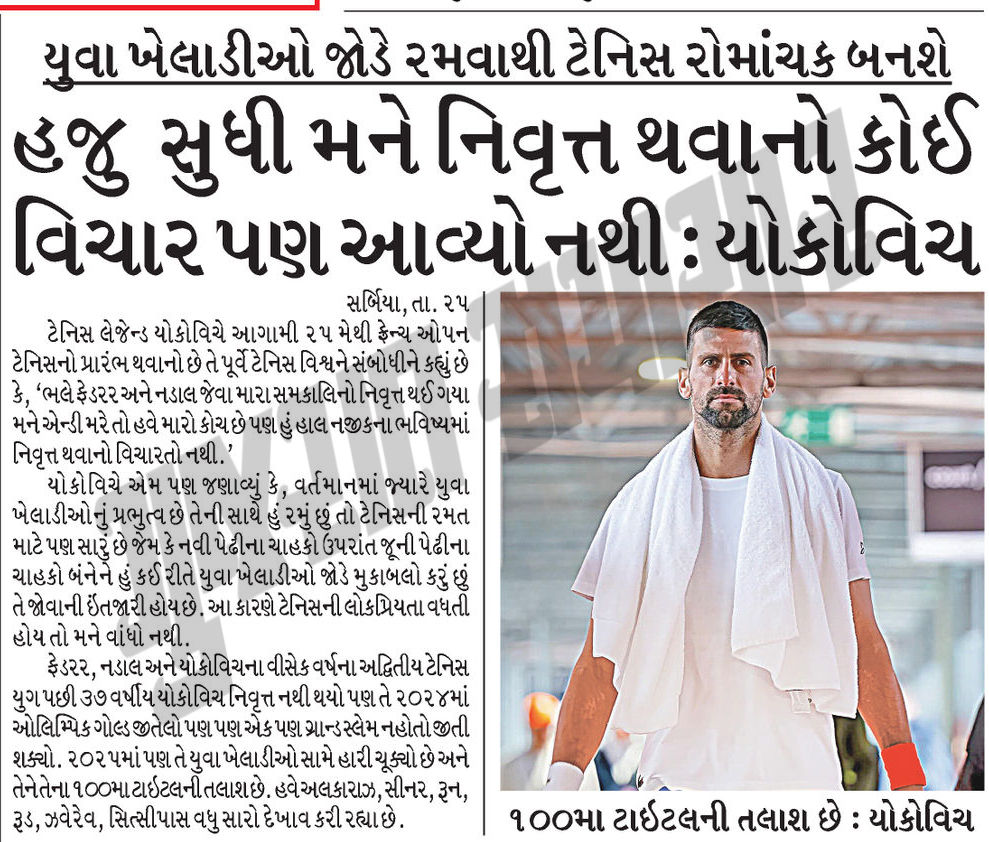 યુવા ખેલાડીઓ જોડે રમવાથી ટેનિસ રોમાંચક બનશે
હજુ સુધી મને નિવૃત્ત થવાનો કોઈ
વિચાર પણ આવ્યો નથી : યોકોવિચ
સર્બિયા, તા. ૨૫
ટેનિસ લેજેન્ડ યોકોવિચે આગામી ૨૫ મેથી ફ્રેન્ચ ઓપન
ટેનિસનો પ્રારંભ થવાનો છે તે પૂર્વે ટેનિસ વિશ્વને સંબોધીને કહ્યું છે
કે, ‘ભલે ફેડરર અને નડાલ જેવા મારા સમકાલિનો નિવૃત્ત થઈ ગયા
મને એન્ડી મરે તો હવે મારો કોચ છે પણ હું હાલ નજીકના ભવિષ્યમાં
નિવૃત્ત થવાનો વિચારતો નથી.’
યોકોવિચે એમ પણ જણાવ્યું કે, વર્તમાનમાં જ્યારે યુવા
ખેલાડીઓનું પ્રભુત્વ છે તેની સાથે હું રમું છું તો ટેનિસની રમત
માટે પણ સારું છે જેમ કે નવી પેઢીના ચાહકો ઉપરાંત જૂની પેઢીના
ચાહકો બંનેને હું કઈ રીતે યુવા ખેલાડીઓ જોડે મુકાબલો કરું છું
તે જોવાની ઇંતજારી હોય છે. આ કારણે ટેનિસની લોકપ્રિયતા વધતી
હોય તો મને વાંધો નથી.
ફેડરર, નડાલ અને યોકોવિચના વીસેક વર્ષના અદ્વિતીય ટેનિસ
યુગ પછી ૩૭ વર્ષીય યોકોવિચ નિવૃત્ત નથી થયો પણ તે ૨૦૨૪માં
ઓલિમ્પિક ગોલ્ડ જીતેલો પણ પણ એક પણ ગ્રાન્ડસ્લેમ નહોતો જીતી
શક્યો. ૨૦૨૫માં પણ તે યુવા ખેલાડીઓ સામે હારી ચૂક્યો છે અને
તેને તેના ૧૦૦મા ટાઇટલની તલાશ છે. હવે અલકારાઝ, સીનર, રૂન,
રૂડ, ઝવેરેવ, સિત્સીપાસ વધુ સારો દેખાવ કરી રહ્યા છે.
૧૦૦મા ટાઇટલની તલાશ છે : યોકોવિચ
ગુજરાત સમાચાર